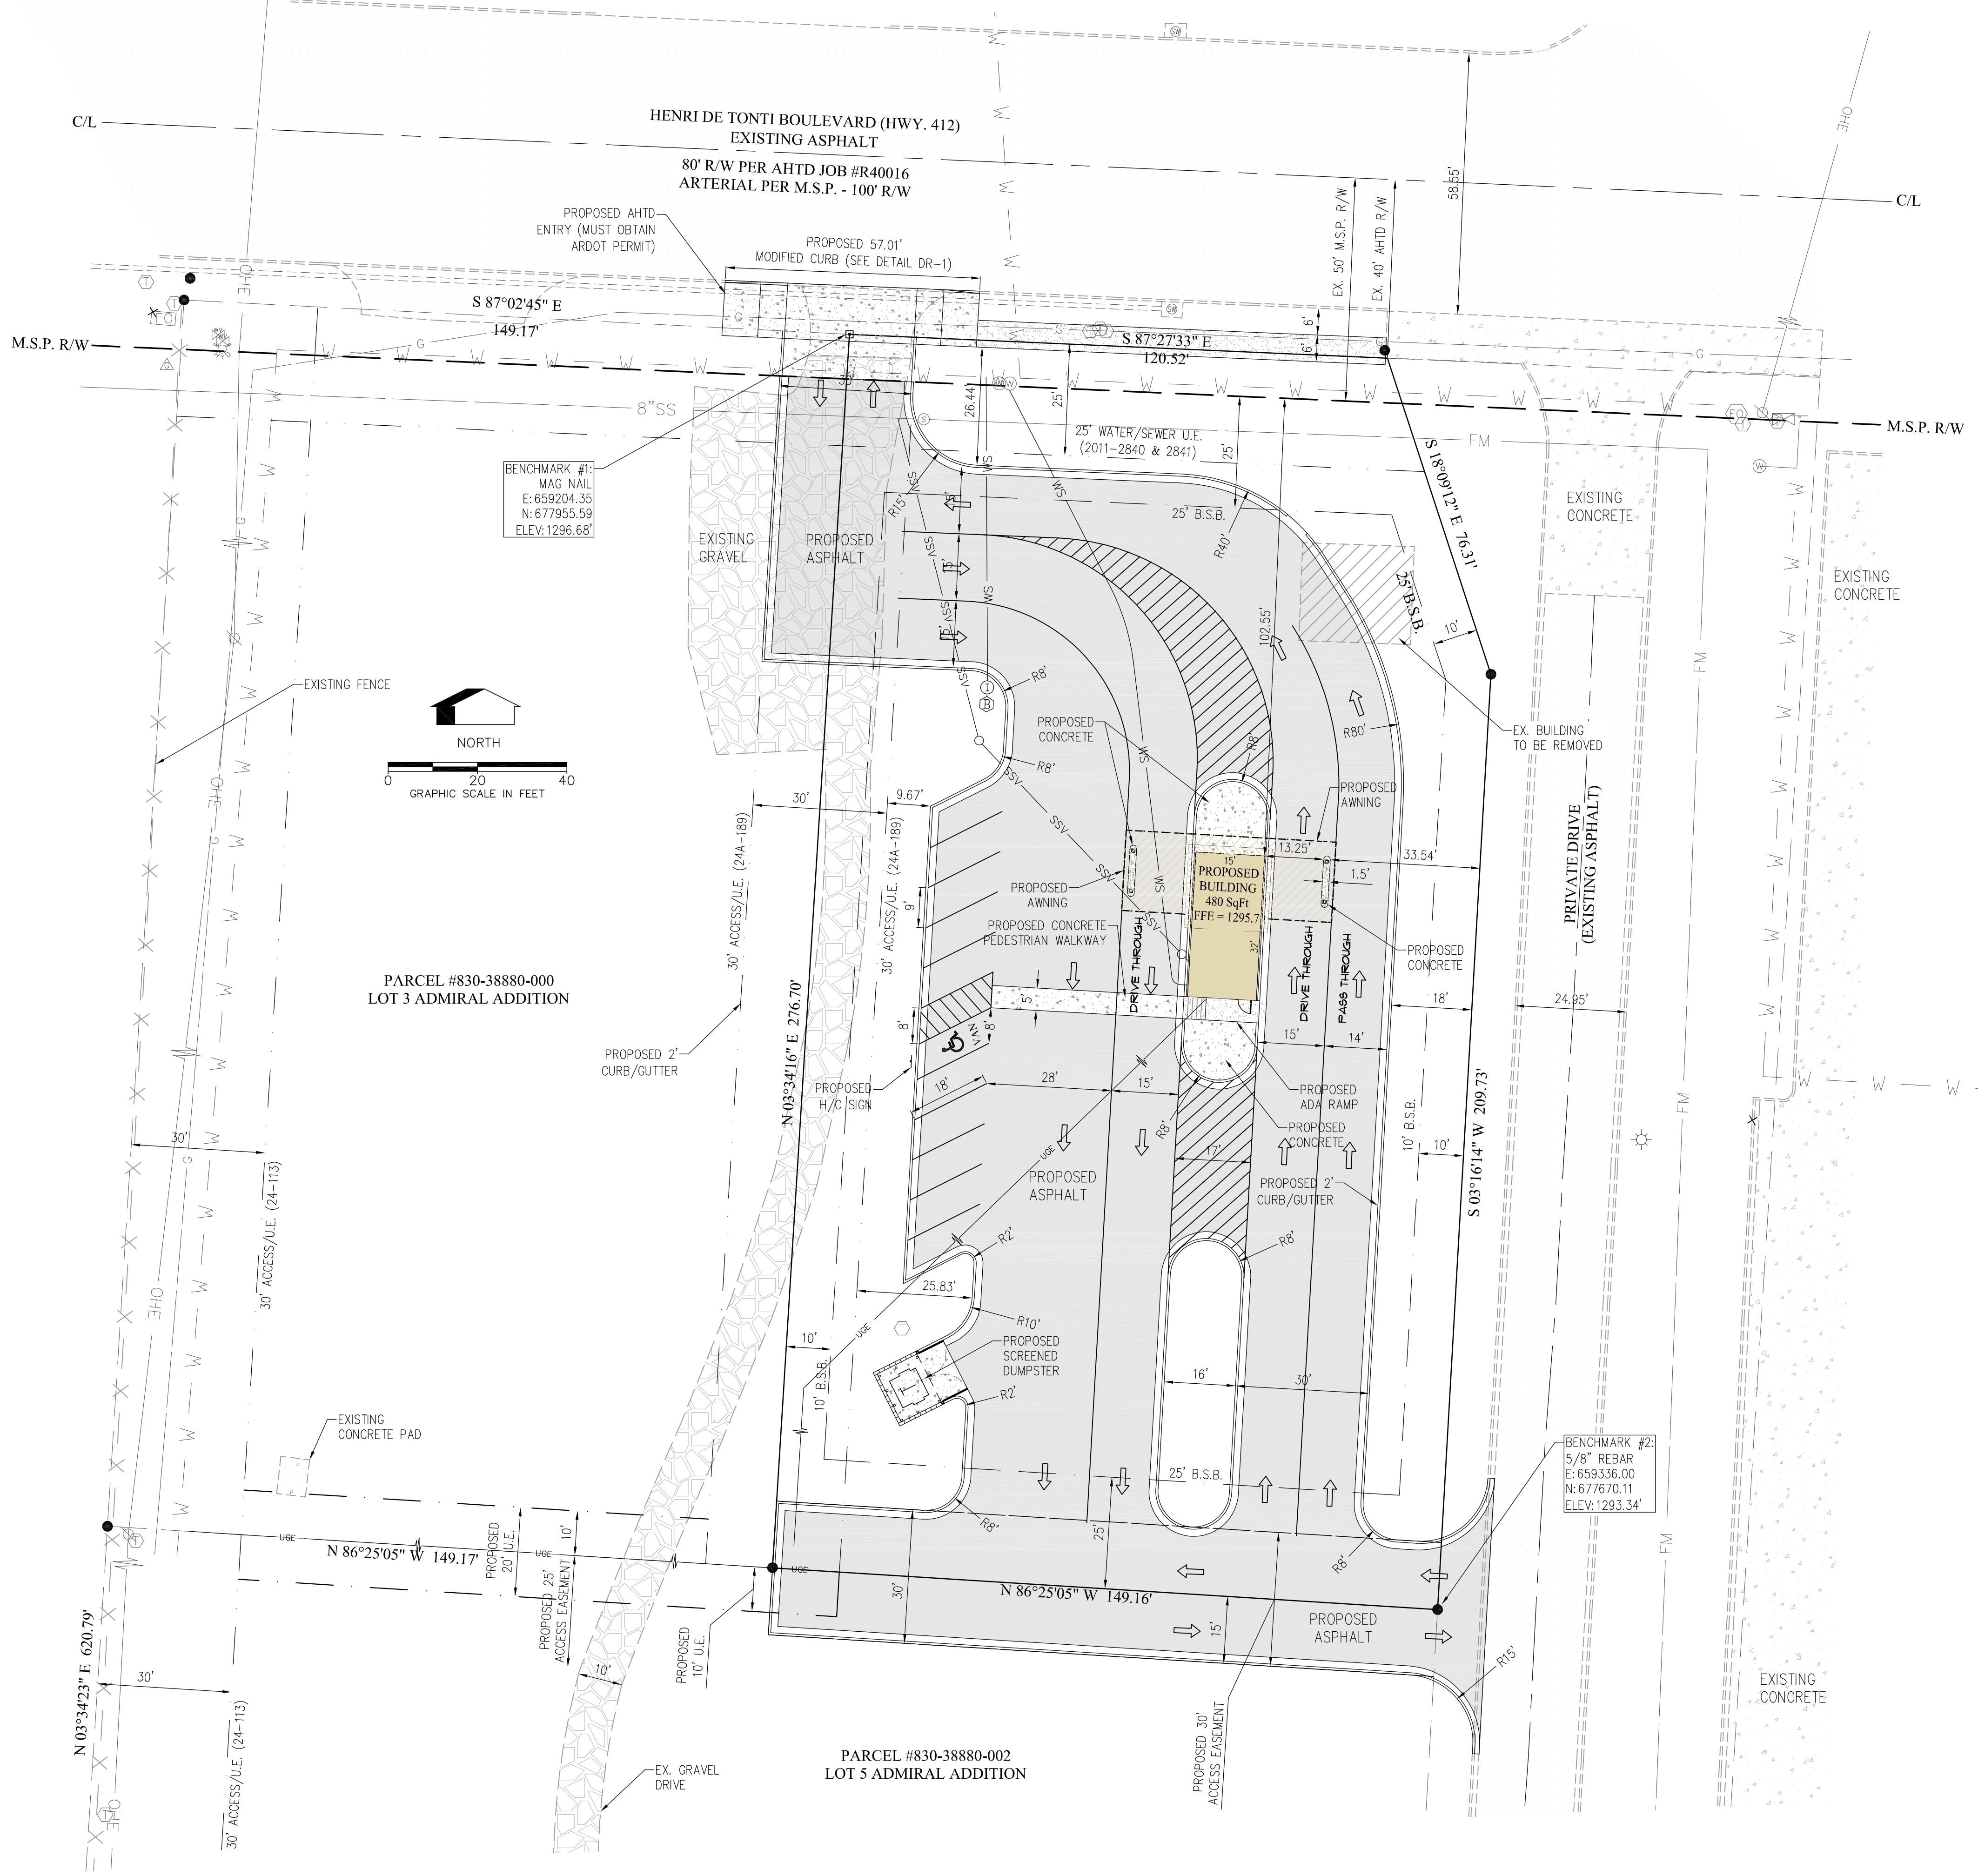 SW
OHE
C/L
HENRI DE TONTI BOULEVARD (HWY. 412)
EXISTING ASPHALT
80' R/W PER AHTD JOB #R40016
ARTERIAL PER M.S.P. - 100' R/W
C/L
58.55'
EX. 50' M.S.P. R/W
EX. 40' AHTD R/W
PROPOSED AHTD
ENTRY (MUST OBTAIN
ARDOT PERMIT)
PROPOSED 57.01'
MODIFIED CURB (SEE DETAIL DR-1)
S 87°02'45" E
149.17'
S 87°27'33" E
120.52'
6'
6'
SW
M.S.P. R/W
M.S.P. R/W
8"SS
FM
30'
26.44'
25'
25'
25' WATER/SEWER U.E.
(2011-2840 & 2841)
S 18°09'12" E 76.31'
BENCHMARK #1:
MAG NAIL
E: 659204.35
N: 677955.59
ELEV: 1296.68'
EXISTING
GRAVEL
PROPOSED
ASPHALT
R15'
25' B.S.B.
R40'
25' B.S.B.
10'
EXISTING
CONCRETE
EXISTING
CONCRETE
102.55'
EXISTING FENCE
NORTH
0 20 40
GRAPHIC SCALE IN FEET
R8'
R8'
PROPOSED
CONCRETE
R8'
R80'
EX. BUILDING
TO BE REMOVED
PROPOSED
AWNING
PRIVATE DRIVE
(EXISTING ASPHALT)
30'
9.67'
30' ACCESS/U.E. (24A-189)
30' ACCESS/U.E. (24A-189)
9'
13.25'
33.54'
1.5'
15'
PROPOSED
BUILDING
480 SqFt
FFE = 1295.7
32'
PROPOSED
AWNING
PROPOSED CONCRETE
PEDESTRIAN WALKWAY
DRIVE THROUGH
DRIVE THROUGH
PASS THROUGH
PROPOSED
CONCRETE
PARCEL #830-38880-000
LOT 3 ADMIRAL ADDITION
N 03°34'16" E 276.70'
5'
8'
8'
VAN
18'
24.95'
15'
14'
PROPOSED 2'
CURB/GUTTER
PROPOSED
H/C SIGN
18'
28'
15'
PROPOSED
ADA RAMP
R8'
PROPOSED
CONCRETE
S 03°16'14" W 209.73'
10' B.S.B.
10'
17'
UGE
PROPOSED
ASPHALT
PROPOSED 2'
CURB/GUTTER
30'
30' ACCESS/U.E. (24-113)
R2'
R8'
25.83'
R10'
10'
10' B.S.B.
UGE
PROPOSED
SCREENED
DUMPSTER
R2'
16'
30'
EXISTING
CONCRETE PAD
25' B.S.B.
BENCHMARK #2:
5/8" REBAR
E: 659336.00
N: 677670.11
ELEV: 1293.34'
R8'
R8'
25'
UGE
N 86°25'05" W 149.17'
UGE
UGE
PROPOSED
20' U.E.
10'
PROPOSED 25'
ACCESS EASEMENT
N 86°25'05" W 149.16'
30'
15'
PROPOSED
ASPHALT
R15'
N 03°34'23" E 620.79'
30'
30' ACCESS/U.E. (24-113)
10'
PROPOSED
10' U.E.
PROPOSED 30'
ACCESS EASEMENT
EXISTING
CONCRETE
EX. GRAVEL
DRIVE
PARCEL #830-38880-002
LOT 5 ADMIRAL ADDITION